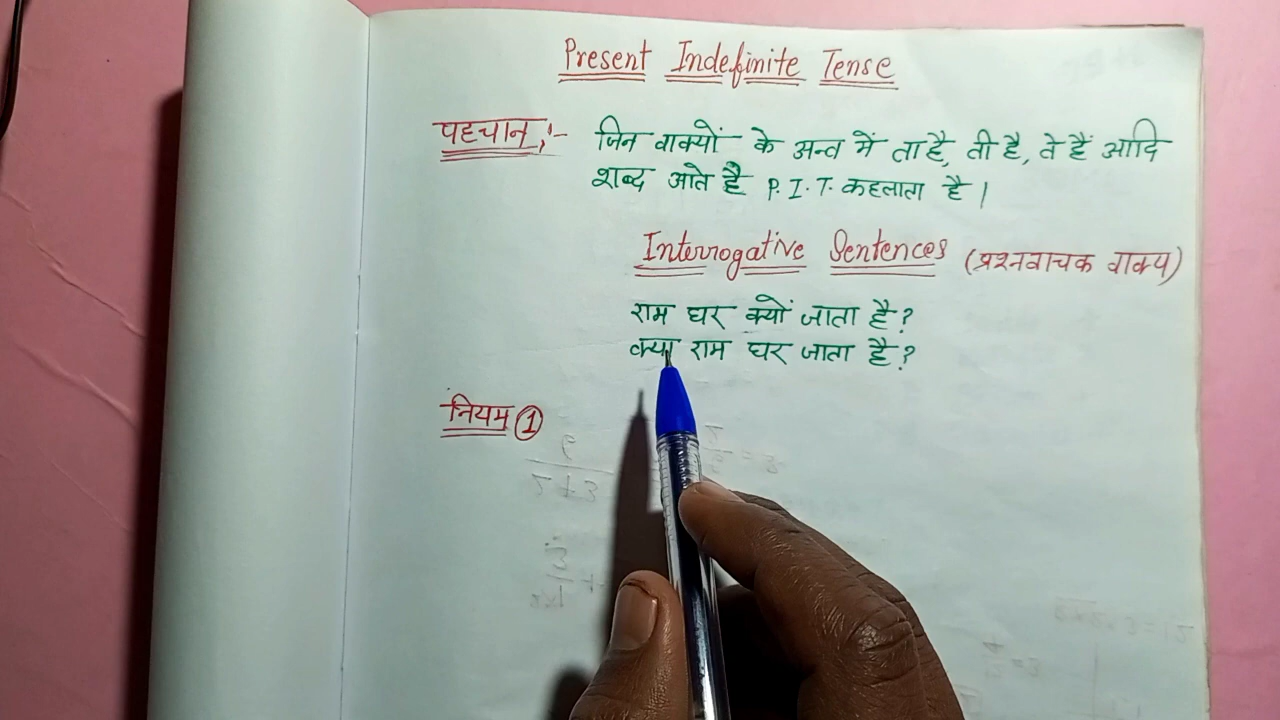 Present Indefinite Tense
पहचान :- जिन वाक्यों के अन्त में ता है, ती है, ते हैं आदि
शब्द आते है P. I. T. कहलाता है।
Interrogative Sentences (प्रश्नवाचक वाक्य)
राम घर क्यों जाता है?
क्या राम घर जाता है?
नियम 1